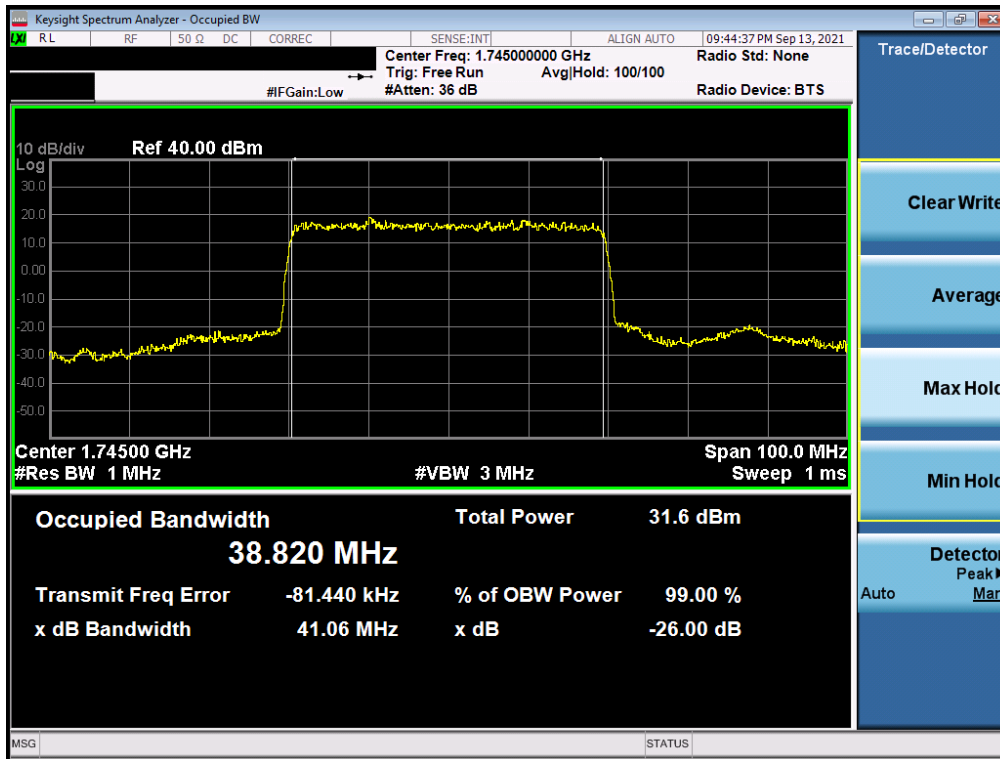 Keysight Spectrum Analyzer - Occupied BW
LXI RL RF 50 Ω DC CORREC SENSE:INT ALIGN AUTO 09:44:37 PM Sep 13, 2021
Center Freq: 1.745000000 GHz Radio Std: None
Trig: Free Run Avg|Hold: 100/100
#IFGain:Low #Atten: 36 dB Radio Device: BTS
Trace/Detector
10 dB/div Ref 40.00 dBm
Log
30.0
20.0
10.0
0.00
-10.0
-20.0
-30.0
-40.0
-50.0
Center 1.74500 GHz Span 100.0 MHz
#Res BW 1 MHz #VBW 3 MHz Sweep 1 ms
Occupied Bandwidth Total Power 31.6 dBm
38.820 MHz
Transmit Freq Error -81.440 kHz % of OBW Power 99.00 %
x dB Bandwidth 41.06 MHz x dB -26.00 dB
Clear Write
Average
Max Hold
Min Hold
Detector
Peak
Auto Man
MSG STATUS